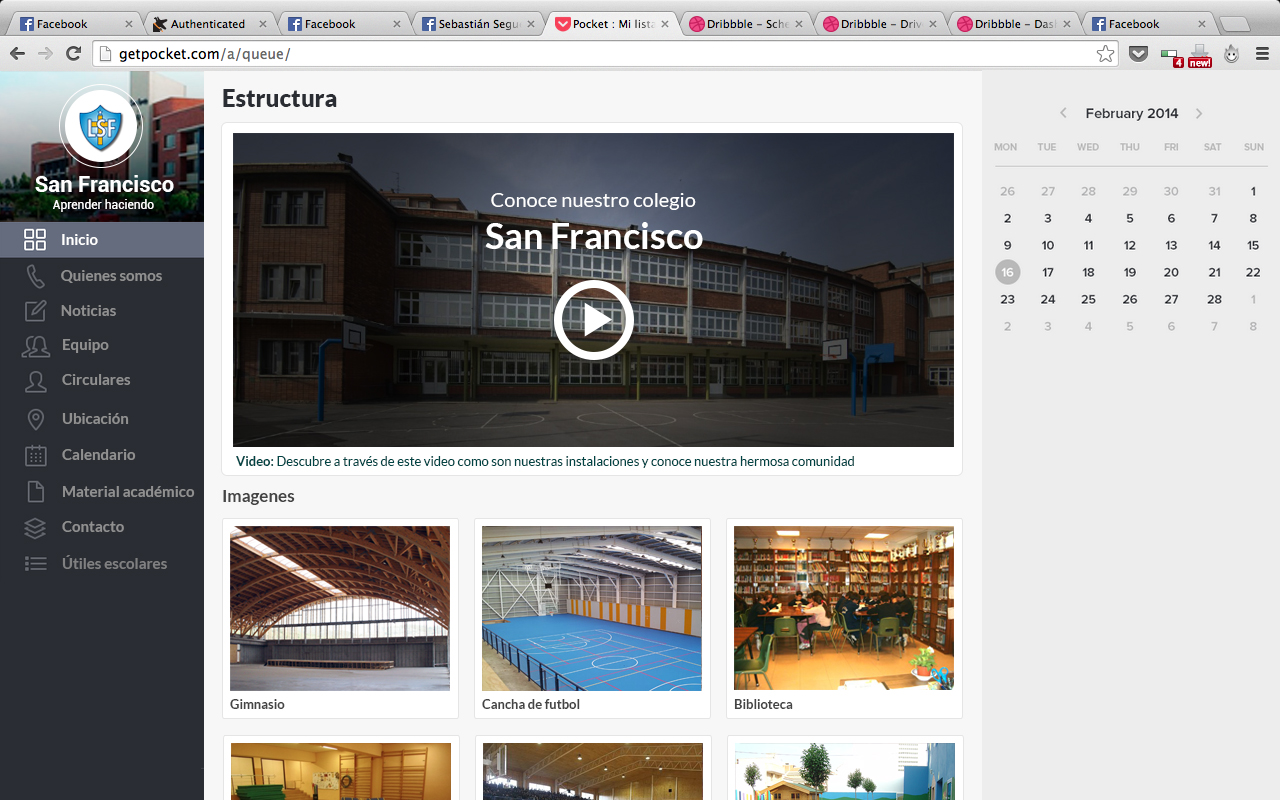 Facebook
Authenticated
Facebook
Sebastián Segu
Pocket : Mi lista
Dribbble – Sche
Dribbble – Driv
Dribbble – Das
Facebook
getpocket.com/a/queue/
4
new!
LSF
San Francisco
Aprender haciendo
Inicio
Quienes somos
Noticias
Equipo
Circulares
Ubicación
Calendario
Material académico
Contacto
Útiles escolares
Estructura
Conoce nuestro colegio
San Francisco
Video: Descubre a través de este video como son nuestras instalaciones y conoce nuestra hermosa comunidad
Imagenes
Gimnasio
Cancha de futbol
Biblioteca
February 2014
MON TUE WED THU FRI SAT SUN
26 27 28 29 30 31 1
2 3 4 5 6 7 8
9 10 11 12 13 14 15
16 17 18 19 20 21 22
23 24 25 26 27 28 1
2 3 4 5 6 7 8